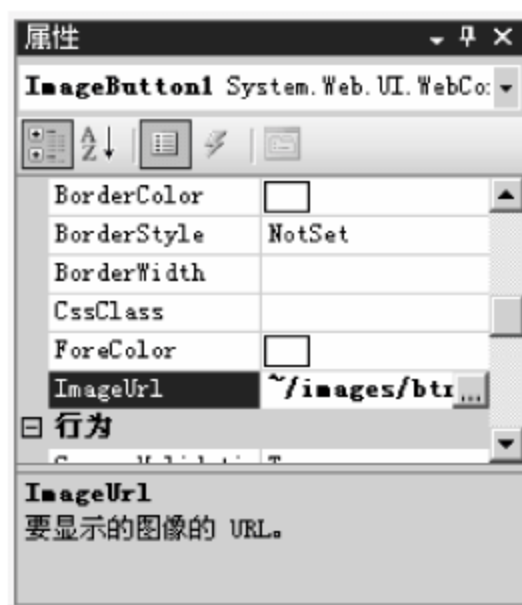 属性
ImageButton1 System.Web.UI.WebCo
BorderColor
BorderStyle NotSet
BorderWidth
CssClass
ForeColor
ImageUrl ~/images/bt
行为
ImageUrl
要显示的图像的 URL。